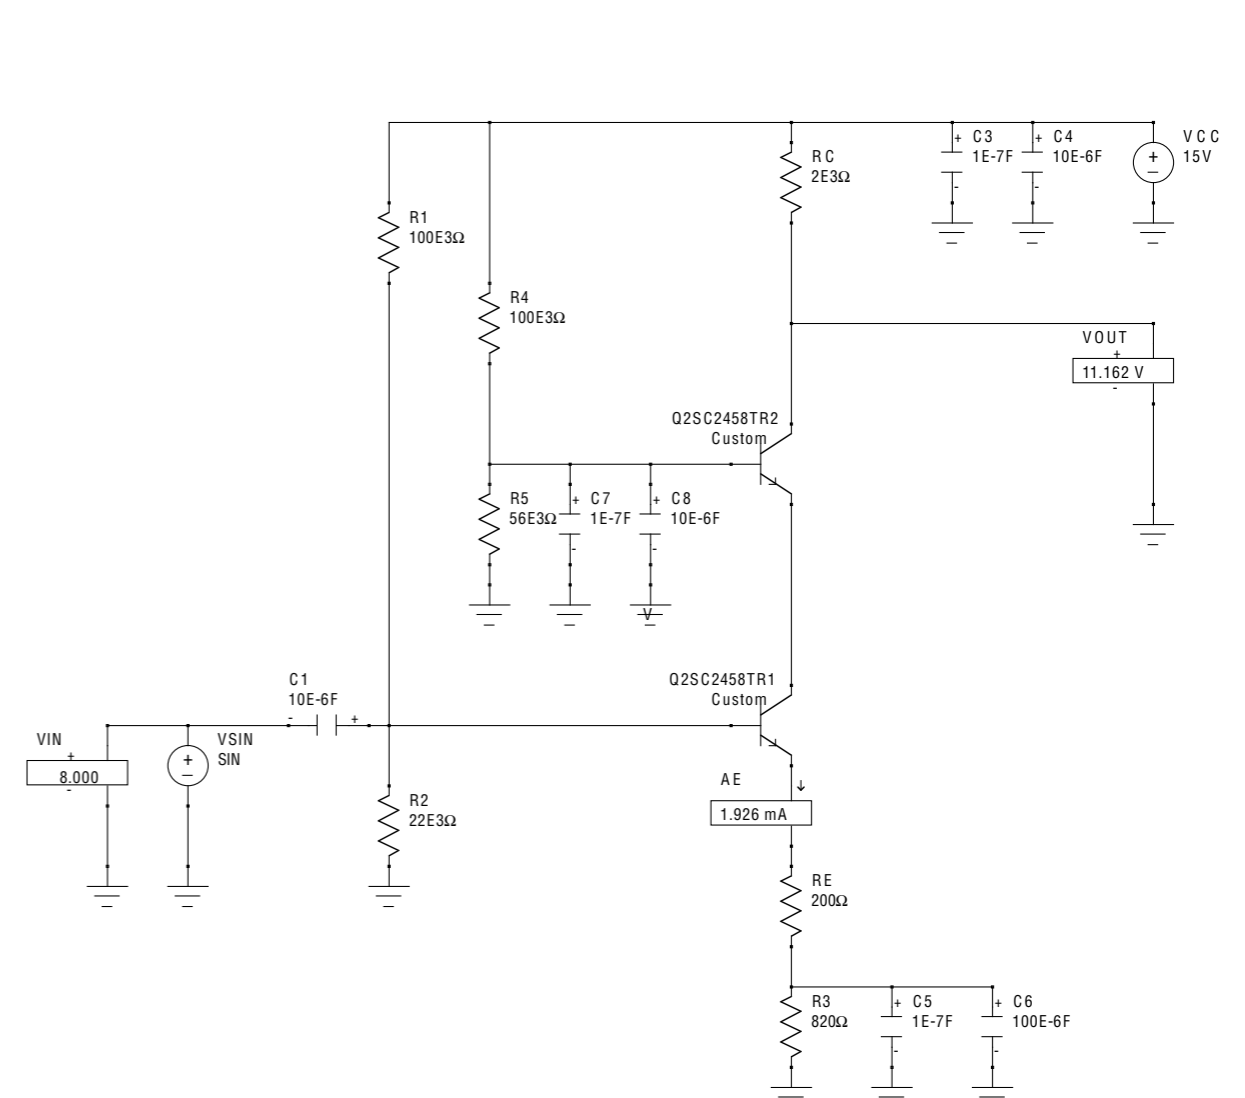 C3
1E-7F
C4
10E-6F
VCC
15V
RC
2E3Ω
R1
100E3Ω
R4
100E3Ω
VOUT
+
11.162 V
-
Q2SC2458TR2
Custom
R5
56E3Ω
C7
1E-7F
C8
10E-6F
V
C1
10E-6F
Q2SC2458TR1
Custom
VIN
+
8.000
-
VSIN
SIN
AE
1.926 mA
R2
22E3Ω
RE
200Ω
R3
820Ω
C5
1E-7F
C6
100E-6F